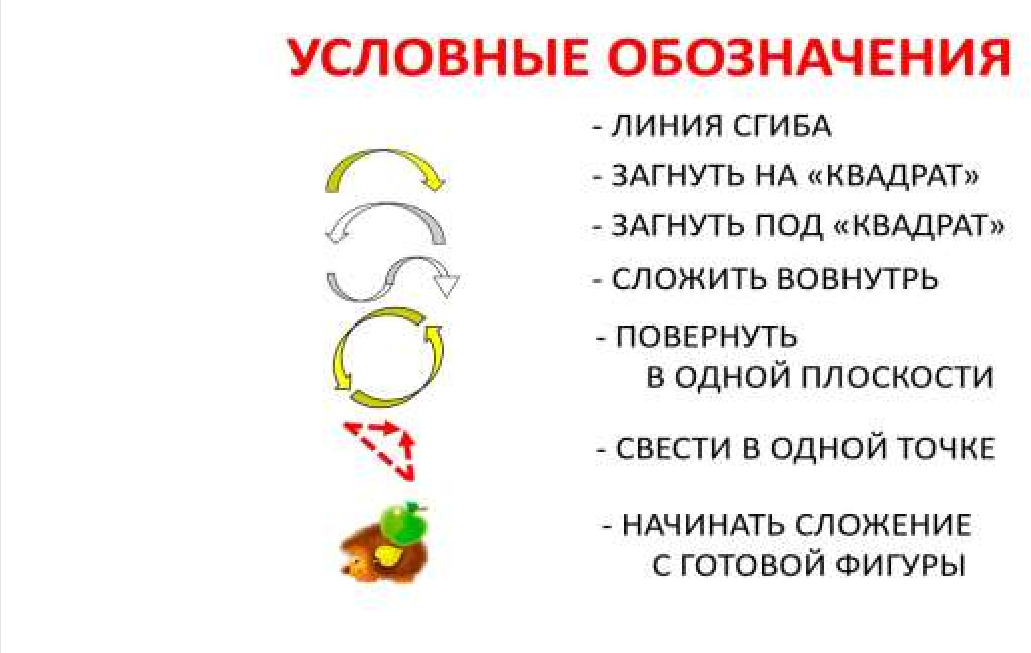 УСЛОВНЫЕ ОБОЗНАЧЕНИЯ
- ЛИНИЯ СГИБА
- ЗАГНУТЬ НА «КВАДРАТ»
- ЗАГНУТЬ ПОД «КВАДРАТ»
- СЛОЖИТЬ ВОВНУТРЬ
- ПОВЕРНУТЬ
В ОДНОЙ ПЛОСКОСТИ
- СВЕСТИ В ОДНОЙ ТОЧКЕ
- НАЧИНАТЬ СЛОЖЕНИЕ
С ГОТОВОЙ ФИГУРЫ